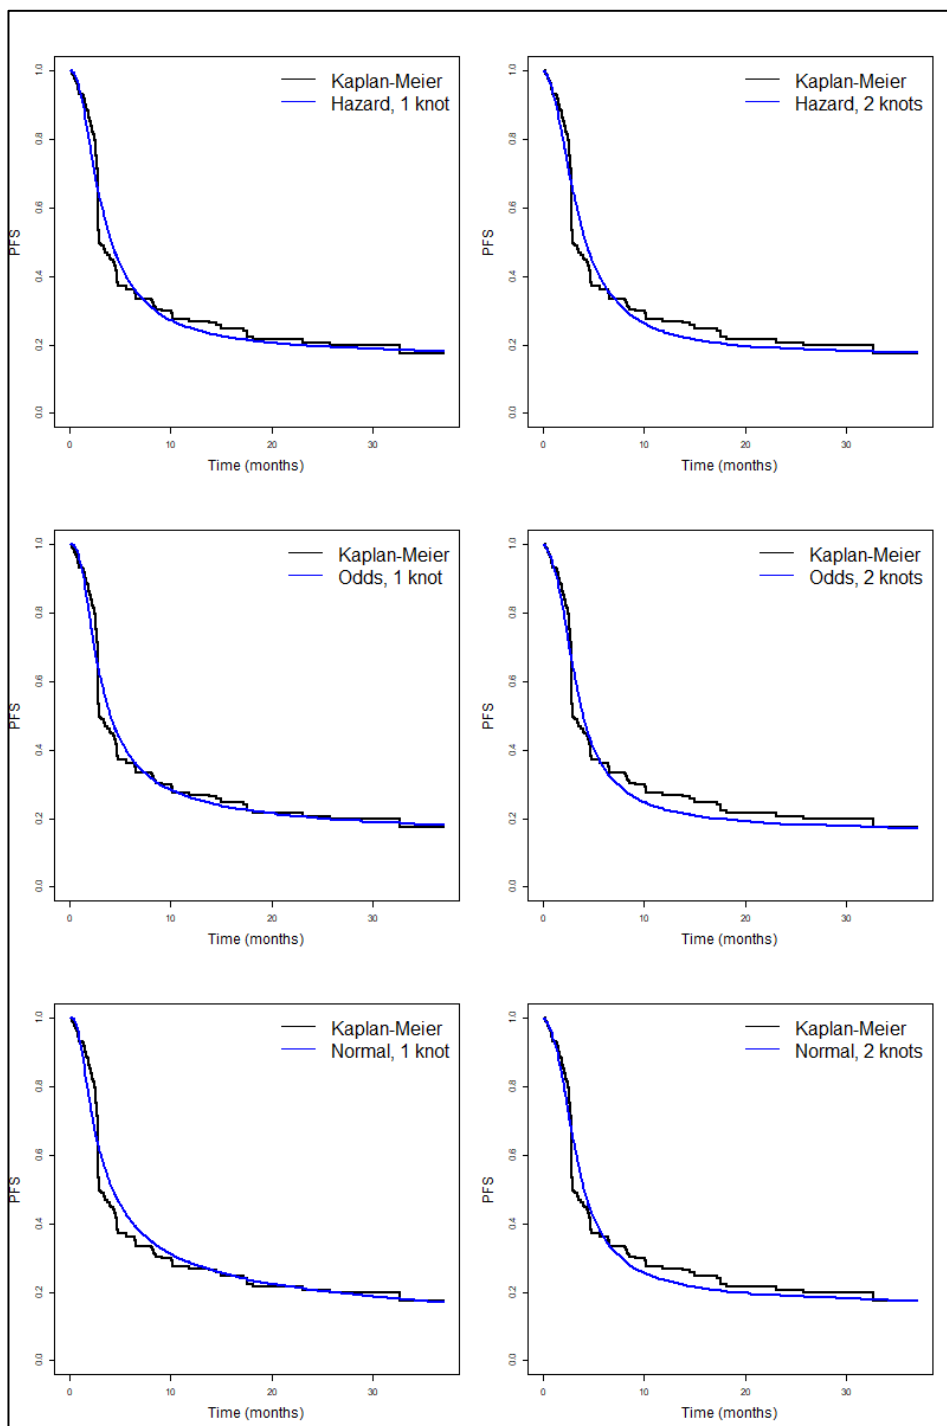 Kaplan-Meier
Hazard, 1 knot
PFS
1.0
0.8
0.6
0.4
0.2
0.0
0
10
20
30
Time (months)
Kaplan-Meier
Hazard, 2 knots
PFS
1.0
0.8
0.6
0.4
0.2
0.0
0
10
20
30
Time (months)
Kaplan-Meier
Odds, 1 knot
PFS
1.0
0.8
0.6
0.4
0.2
0.0
0
10
20
30
Time (months)
Kaplan-Meier
Odds, 2 knots
PFS
1.0
0.8
0.6
0.4
0.2
0.0
0
10
20
30
Time (months)
Kaplan-Meier
Normal, 1 knot
PFS
1.0
0.8
0.6
0.4
0.2
0.0
0
10
20
30
Time (months)
Kaplan-Meier
Normal, 2 knots
PFS
1.0
0.8
0.6
0.4
0.2
0.0
0
10
20
30
Time (months)